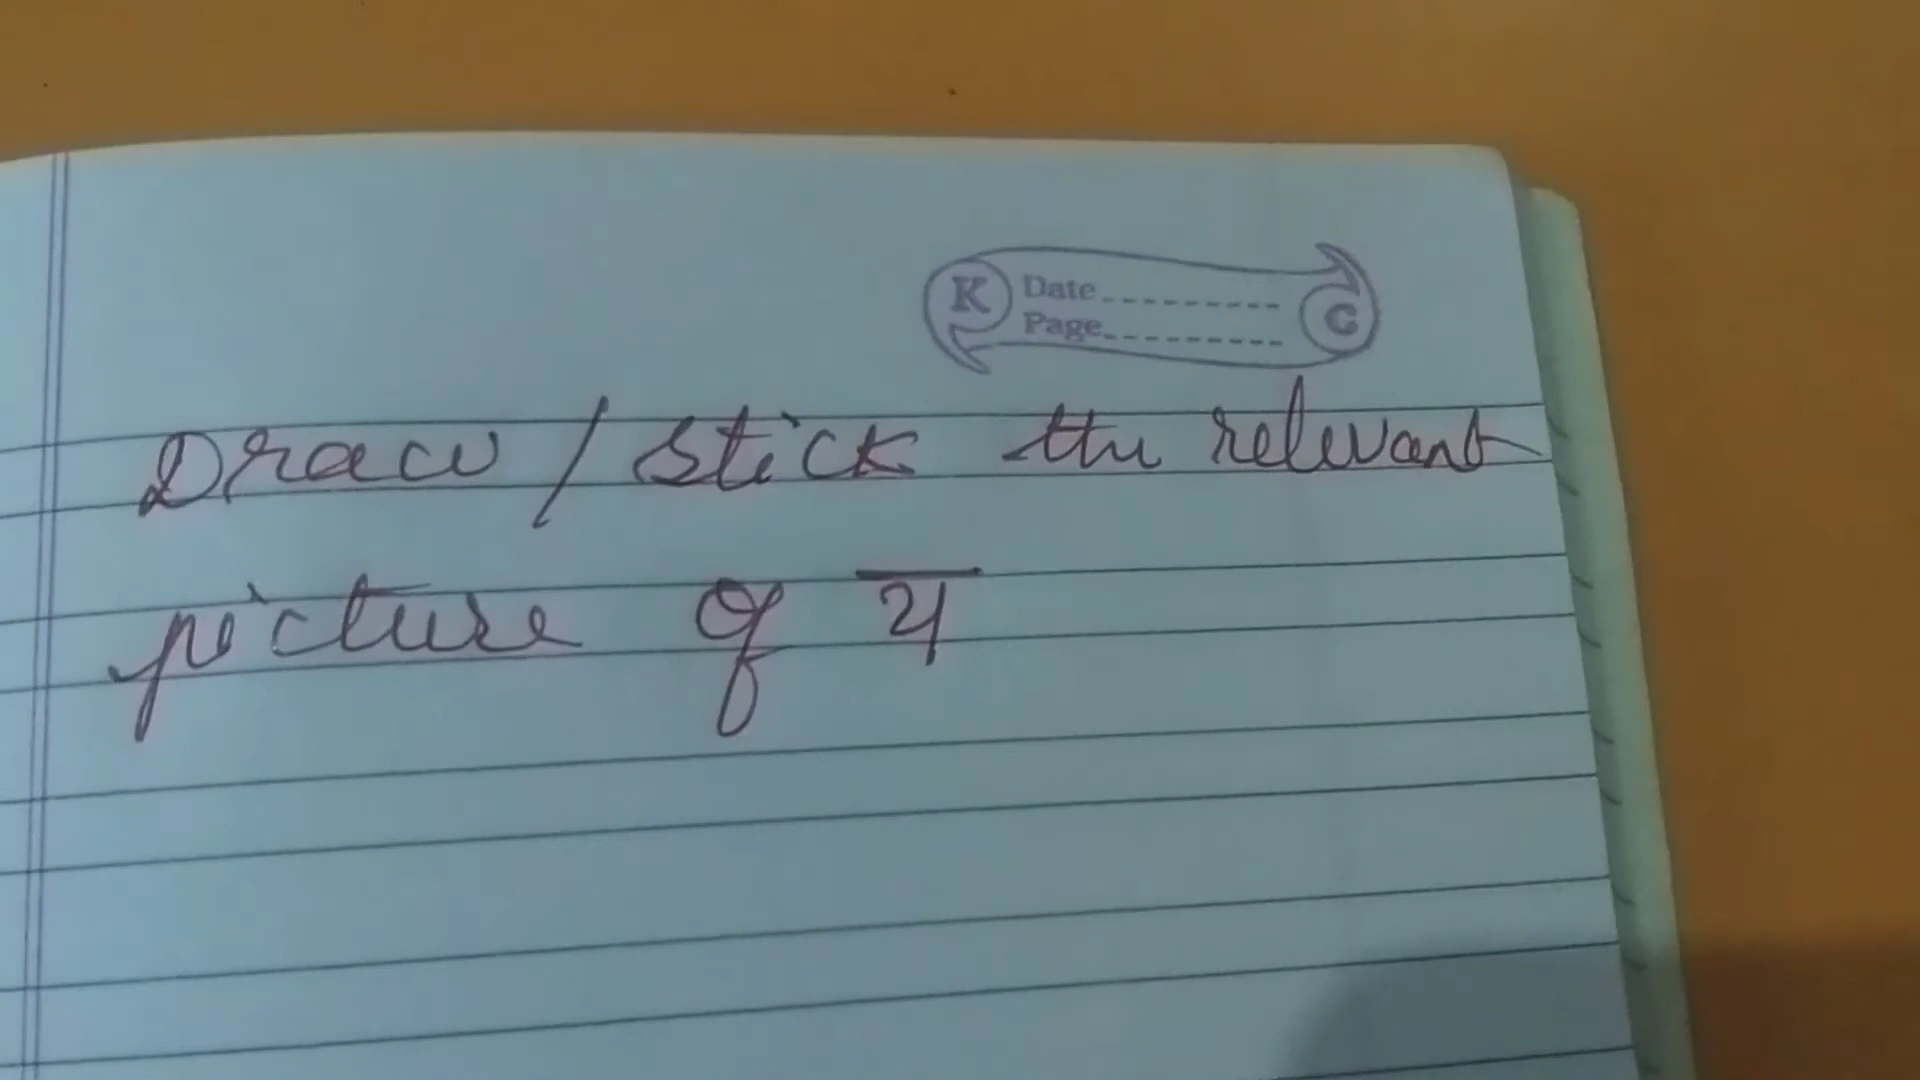 K Date
Page C
Draw / stick the relevant
picture of य